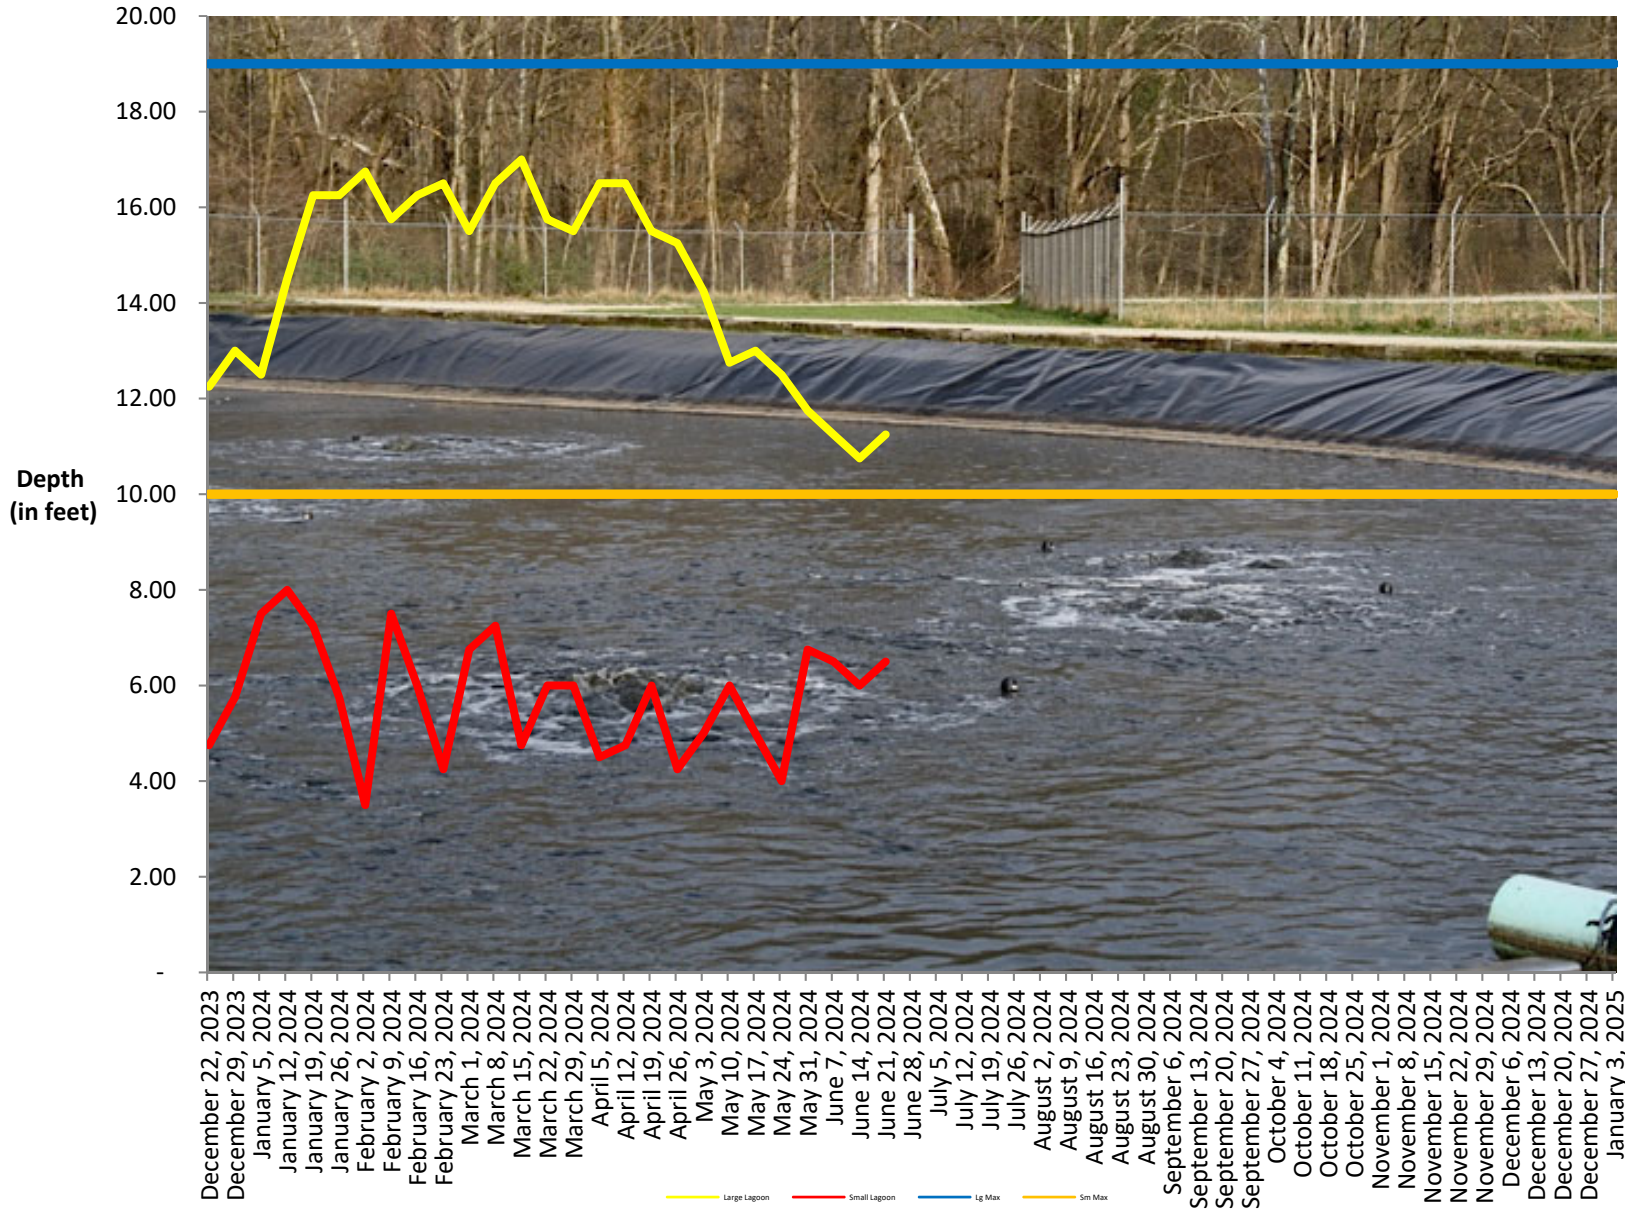 20.00
18.00
16.00
14.00
12.00
10.00
8.00
6.00
4.00
2.00
-
Depth
(in feet)
December 22, 2023
December 29, 2023
January 5, 2024
January 12, 2024
January 19, 2024
January 26, 2024
February 2, 2024
February 9, 2024
February 16, 2024
February 23, 2024
March 1, 2024
March 8, 2024
March 15, 2024
March 22, 2024
March 29, 2024
April 5, 2024
April 12, 2024
April 19, 2024
April 26, 2024
May 3, 2024
May 10, 2024
May 17, 2024
May 24, 2024
May 31, 2024
June 7, 2024
June 14, 2024
June 21, 2024
June 28, 2024
July 5, 2024
July 12, 2024
July 19, 2024
July 26, 2024
August 2, 2024
August 9, 2024
August 16, 2024
August 23, 2024
August 30, 2024
September 6, 2024
September 13, 2024
September 20, 2024
September 27, 2024
October 4, 2024
October 11, 2024
October 18, 2024
October 25, 2024
November 1, 2024
November 8, 2024
November 15, 2024
November 22, 2024
November 29, 2024
December 6, 2024
December 13, 2024
December 20, 2024
December 27, 2024
January 3, 2025
Large Lagoon
Small Lagoon
Lg Max
Sm Max